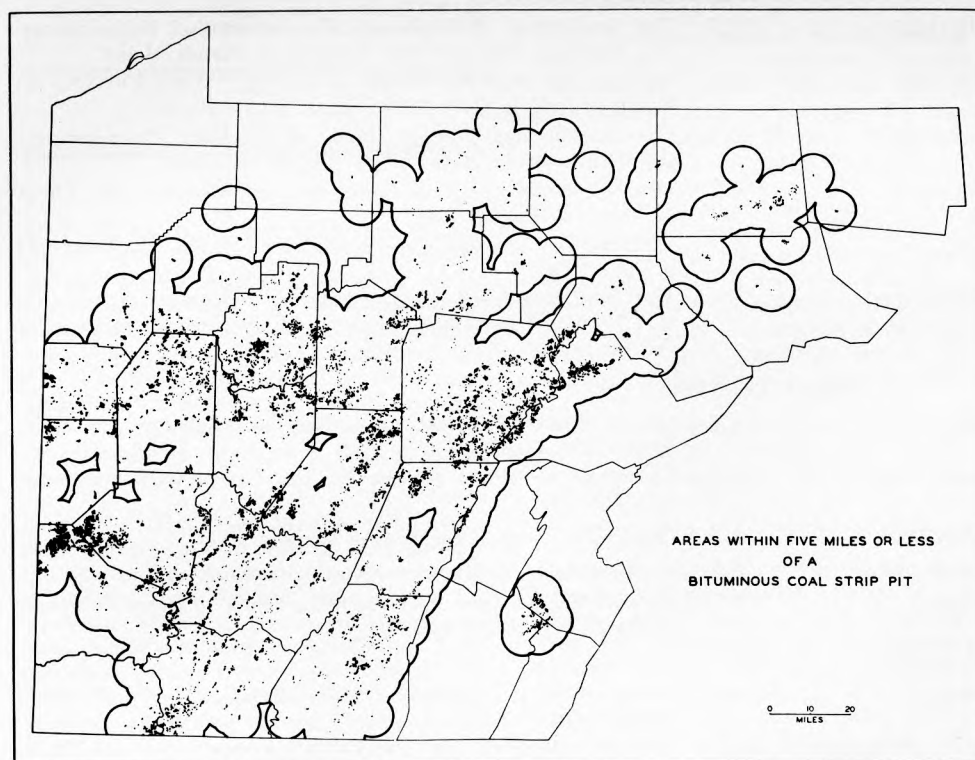 AREAS WITHIN FIVE MILES OR LESS
OF A
BITUMINOUS COAL STRIP PIT
0 10 20
MILES